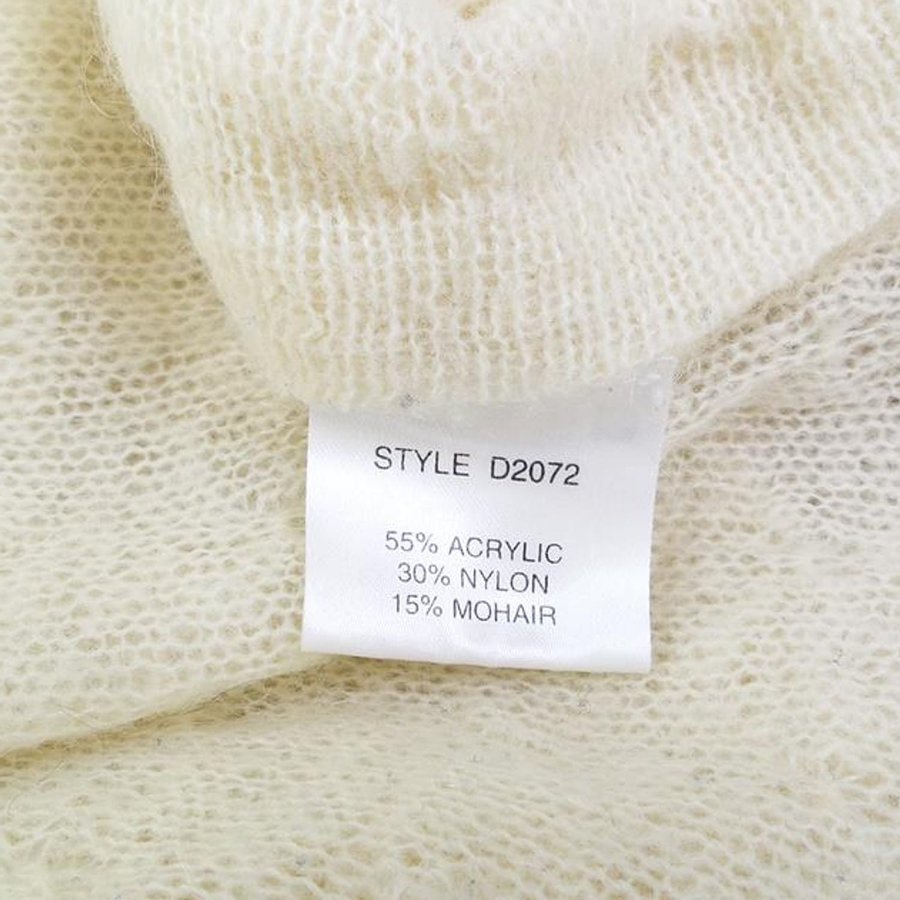 STYLE D2072
55% ACRYLIC
30% NYLON
15% MOHAIR